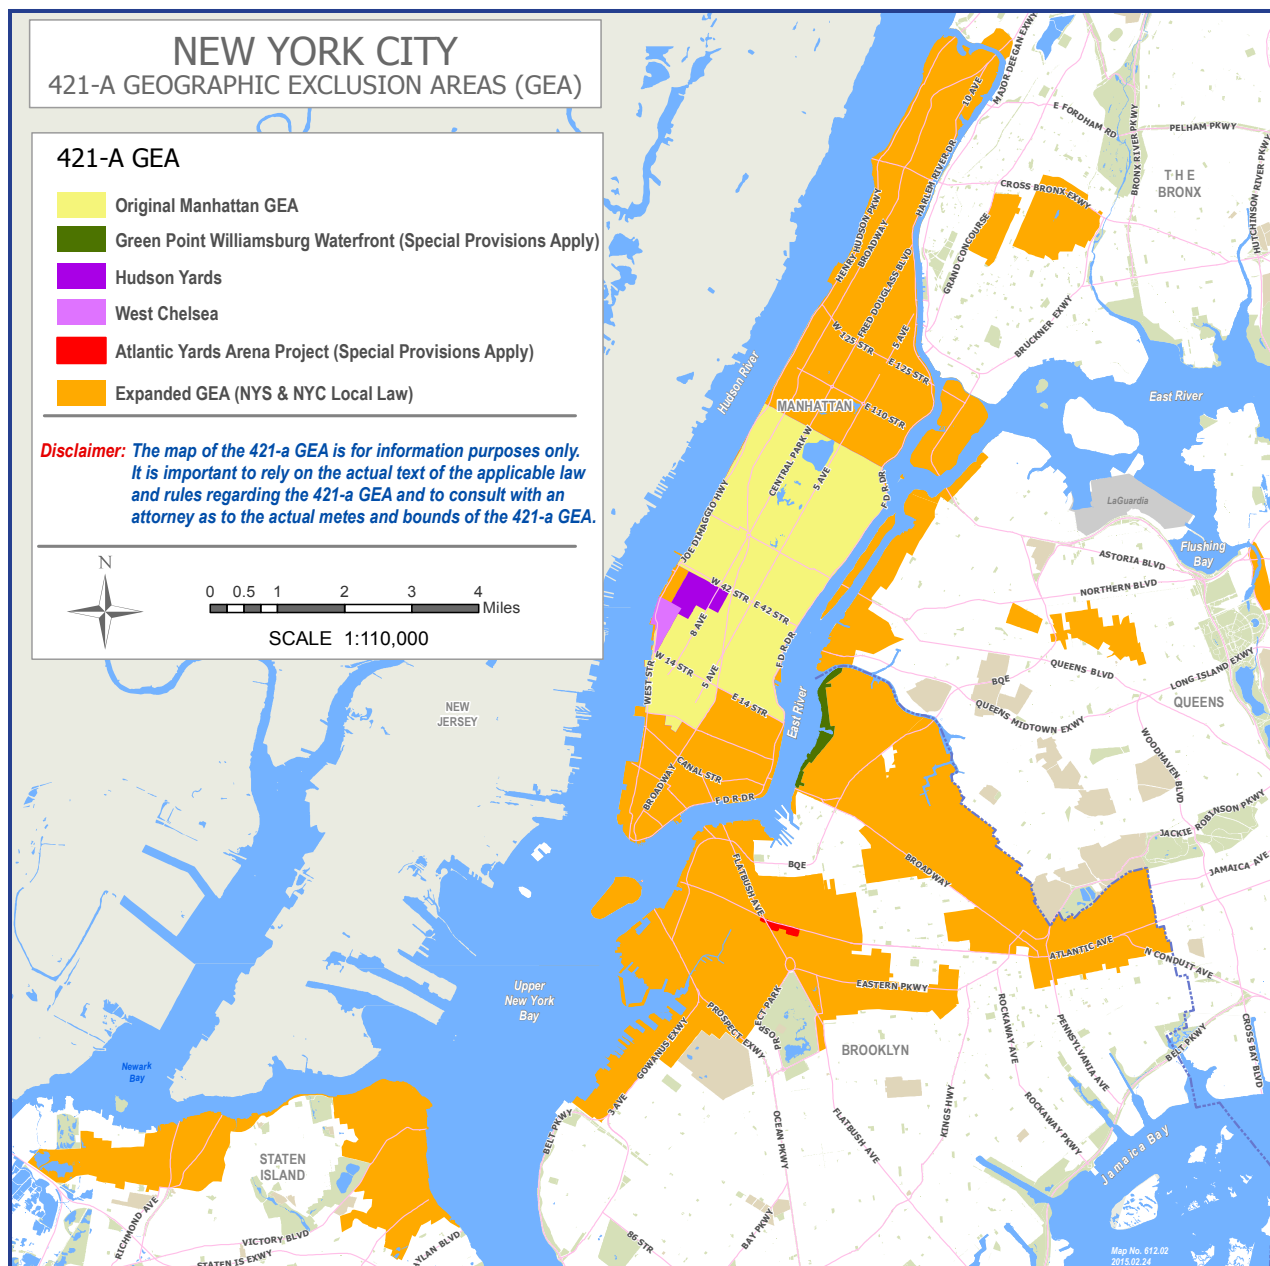 NEW YORK CITY
421-A GEOGRAPHIC EXCLUSION AREAS (GEA)
421-A GEA
Original Manhattan GEA
Green Point Williamsburg Waterfront (Special Provisions Apply)
Hudson Yards
West Chelsea
Atlantic Yards Arena Project (Special Provisions Apply)
Expanded GEA (NYS & NYC Local Law)
Disclaimer: The map of the 421-a GEA is for information purposes only.
It is important to rely on the actual text of the applicable law
and rules regarding the 421-a GEA and to consult with an
attorney as to the actual metes and bounds of the 421-a GEA.
N
0 0.5 1 2 3 4
Miles
SCALE 1:110,000
MAJOR DEEGAN EXWY
10 AVE
E FORDHAM RD
BRONX RIVER PKWY
PELHAM PKWY
HUTCHINSON RIVER PKWY
THE
BRONX
CROSS BRONX EXWY
HARLEM RIVER DR
HENRY HUDSON PKWY
BROADWAY
GRAND CONCOURSE
FRED DOUGLASS BLVD
BRUCKNER EXWY
W 125 STR
5 AVE
E 125 STR
Hudson River
East River
MANHATTAN
E 110 STR
CENTRAL PARK W
5 AVE
F D R DR
JOE DIMAGGIO HWY
LaGuardia
Flushing
Bay
ASTORIA BLVD
NORTHERN BLVD
W 42 STR
E 42 STR
8 AVE
F D R DR
W 14 STR
5 AVE
E 14 STR
WEST STR
East River
QUEENS BLVD
BQE
LONG ISLAND EXWY
QUEENS
QUEENS MIDTOWN EXWY
WOODHAVEN BLVD
NEW
JERSEY
CANAL STR
BROADWAY
F D R DR
JACKIE ROBINSON PKWY
JAMAICA AVE
BQE
BROADWAY
FLATBUSH AVE
ATLANTIC AVE
N CONDUIT AVE
EASTERN PKWY
Upper
New York
Bay
PROSPECT EXWY
PROSPECT PARK
GOWANUS EXWY
BROOKLYN
ROCKAWAY AVE
PENNSYLVANIA AVE
BELT PKWY
CROSS BAY BLVD
Newark
Bay
3 AVE
BELT PKWY
OCEAN PKWY
FLATBUSH AVE
KINGS HWY
ROCKAWAY PKWY
Jamaica Bay
STATEN
ISLAND
RICHMOND AVE
VICTORY BLVD
STATEN IS EXWY
YLAN BLVD
86 STR
BAY PKWY
Map No. 612.02
2015.02.24